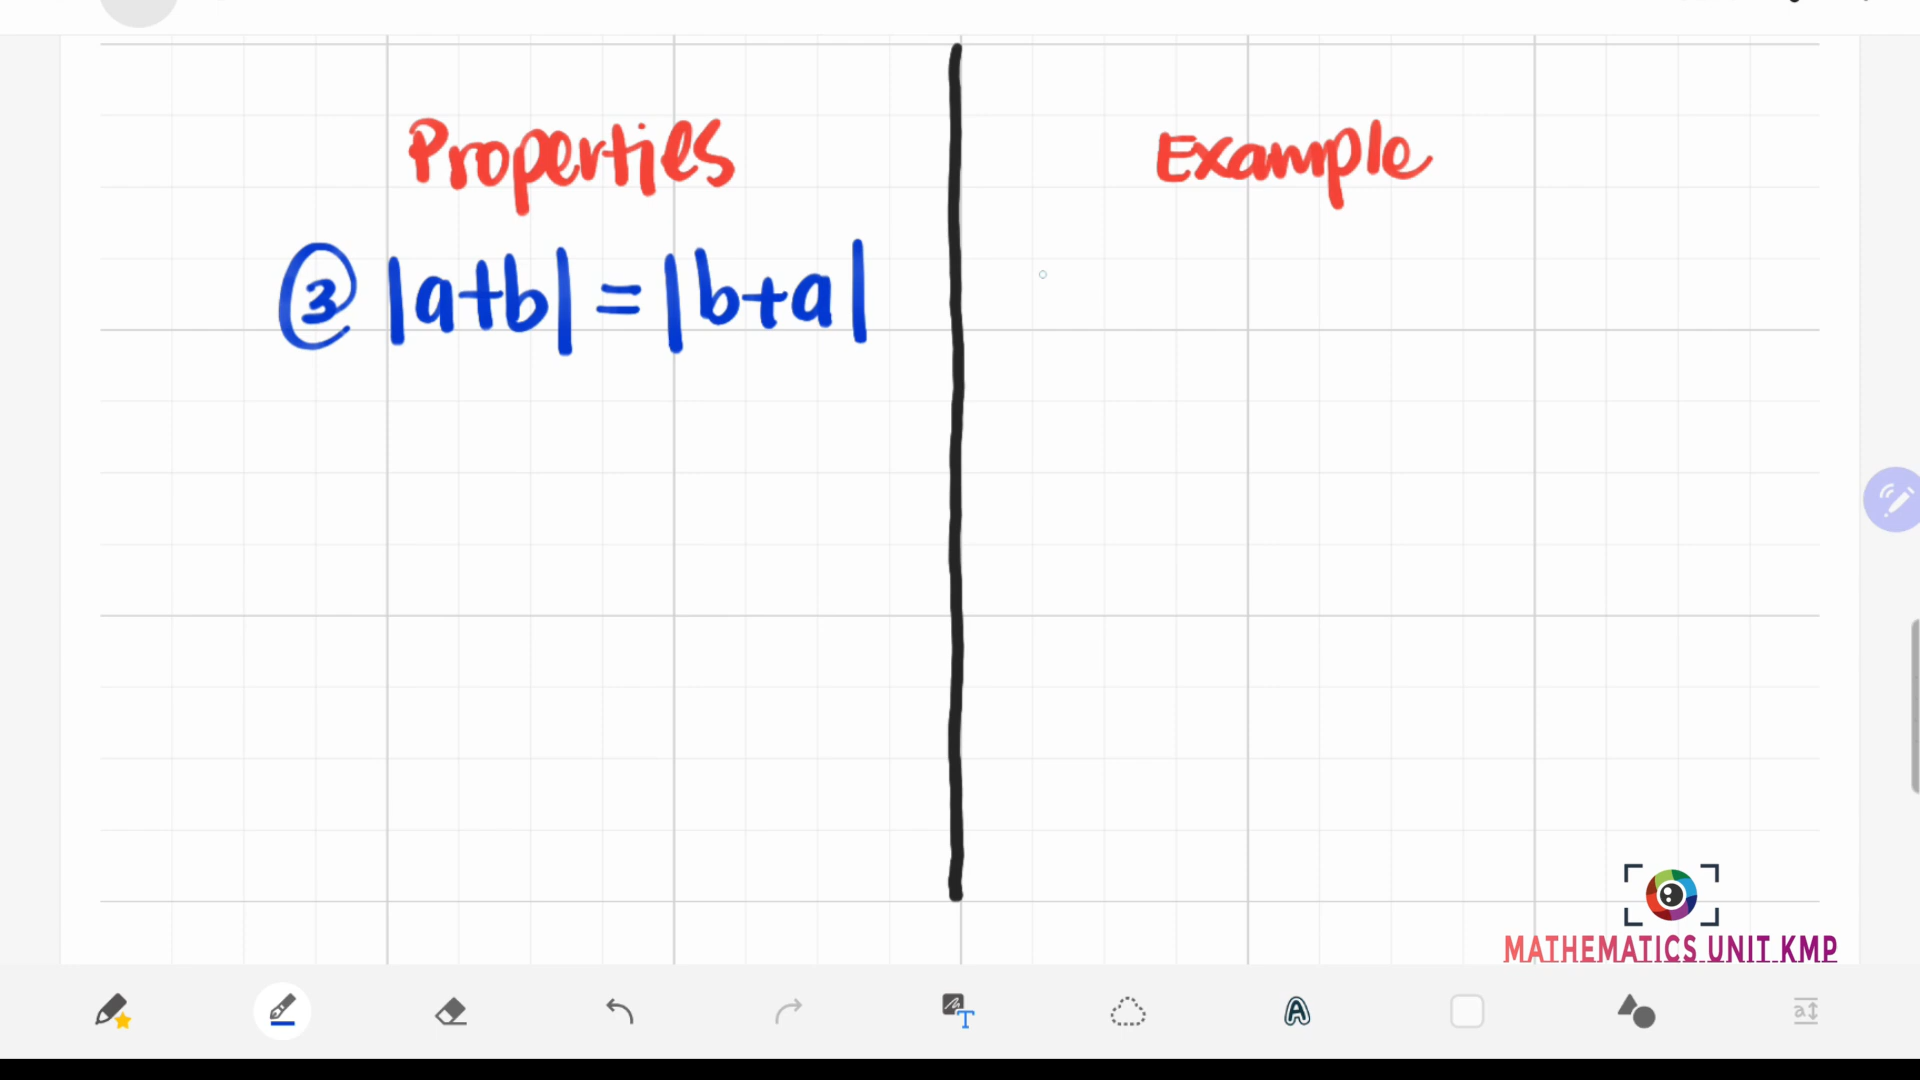 Properties
Example
③ |a+b| = |b+a|
MATHEMATICS UNIT KMP